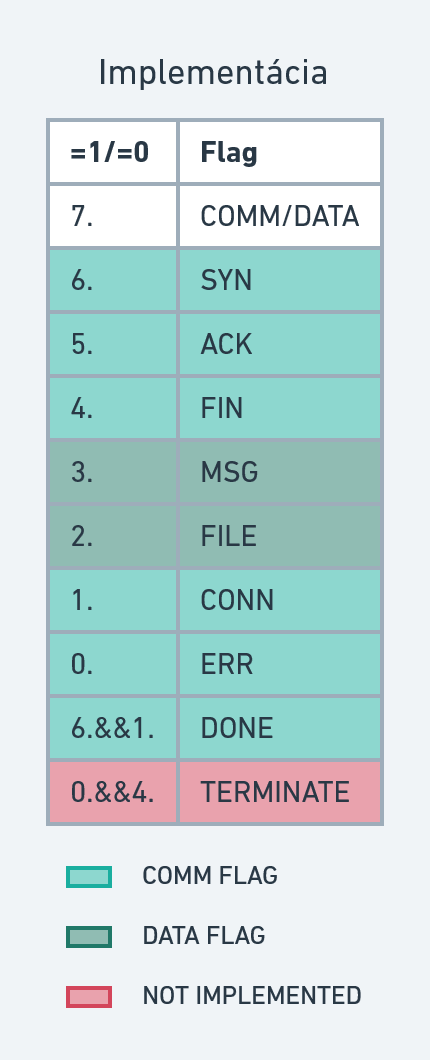 Implementácia
=1/=0 Flag
7. COMM/DATA
6. SYN
5. ACK
4. FIN
3. MSG
2. FILE
1. CONN
0. ERR
6.&&1. DONE
0.&&4. TERMINATE
COMM FLAG
DATA FLAG
NOT IMPLEMENTED